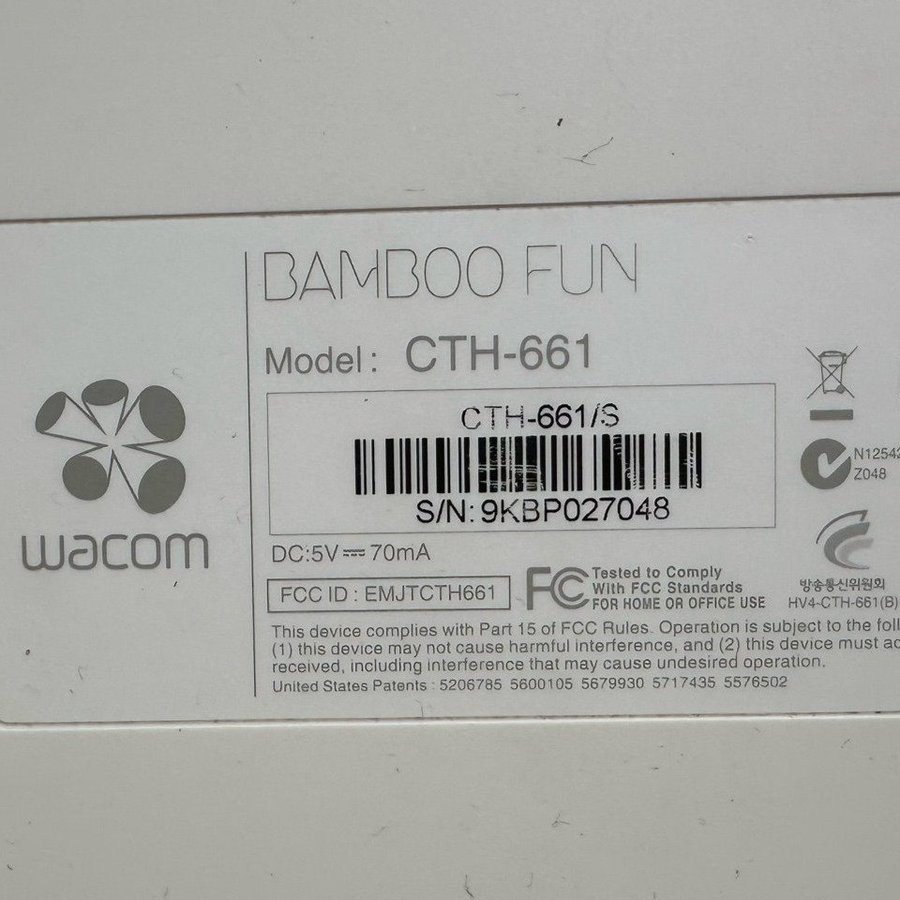 BAMBOO FUN
Model : CTH-661
CTH-661/S
S/N: 9KBP027048
wacom
DC:5V 70mA
FCC ID : EMJTCTH661
FC Tested to Comply
With FCC Standards
FOR HOME OR OFFICE USE
N12542
Z048
방송통신위원회
HV4-CTH-661(B)
This device complies with Part 15 of FCC Rules. Operation is subject to the foll
(1) this device may not cause harmful interference, and (2) this device must ac
received, including interference that may cause undesired operation.
United States Patents : 5206785 5600105 5679930 5717435 5576502